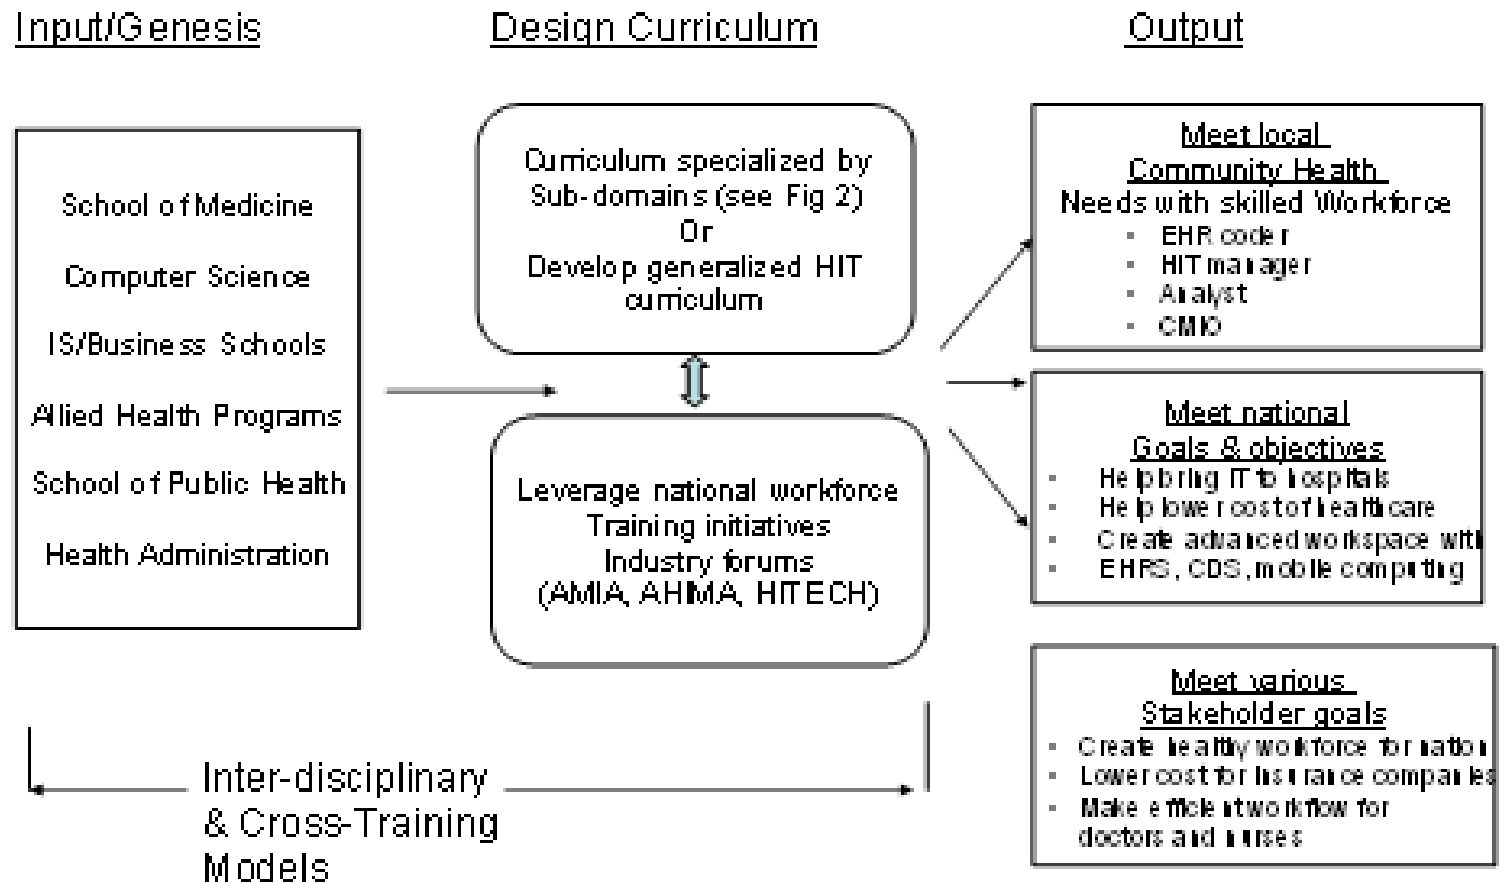 Input/Genesis
Design Curriculum
Output
School of Medicine
Computer Science
IS/Business Schools
Allied Health Programs
School of Public Health
Health Administration
Curriculum specialized by
Sub-domains (see Fig 2)
Or
Develop generalized HIT
curriculum
Leverage national workforce
Training initiatives
Industry forums
(AMIA, AHIMA, HITECH)
Meet local
Community Health
Needs with skilled Workforce
▪ EHR coder
▪ HIT manager
▪ Analyst
▪ CMIO
Meet national
Goals & objectives
▪ Help bring IT to hospitals
▪ Help lower cost of healthcare
▪ Create advanced workspace with
▪ EHRS, CDS, mobile computing
Meet various
Stakeholder goals
▪ Create healthy workforce for nation
▪ Lower cost for insurance companies
▪ Make efficient workflow for
doctors and nurses
Inter-disciplinary
& Cross-Training
Models